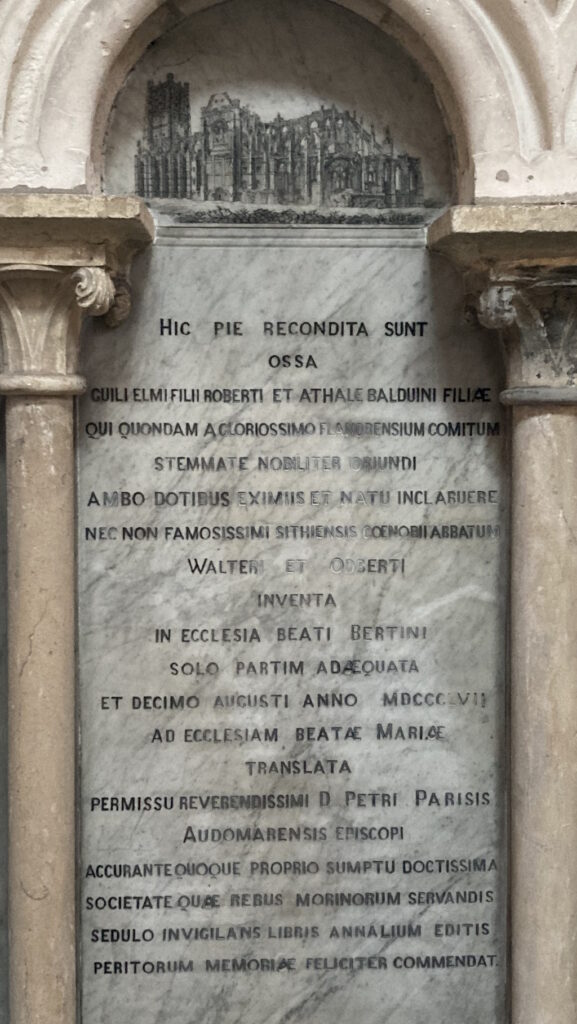 HIC PIE RECONDITA SUNT
OSSA
GUILIELMI FILII ROBERTI ET ATHALE BALDUINI FILIÆ
QUI QUONDAM A GLORIOSSIMO FLANDRENSIUM COMITUM
STEMMATE NOBILITER ORIUNDI
AMBO DOTIBUS EXIMIIS ET NATU INCLARUERE
NEC NON FAMOSISSIMI SITHIENSIS COENOBII ABBATUM
WALTERI ET ODBERTI
INVENTA
IN ECCLESIA BEATI BERTINI
SOLO PARTIM ADÆQUATA
ET DECIMO AUGUSTI ANNO
AD ECCLESIAM BEATÆ MARIÆ
TRANSLATA
PERMISSU REVERENDISSIMI D PETRI PARISIS
AUDOMARENSIS EPISCOPI
ACCURANTE QUOQUE PROPRIO SUMPTU DOCTISSIMA
SOCIETATE QUÆ REBUS MORINORUM SERVANDIS
SEDULO INVIGILANS LIBRIS ANNALIUM EDITIS
PERITORUM MEMORIÆ FELICITER COMMENDAT.